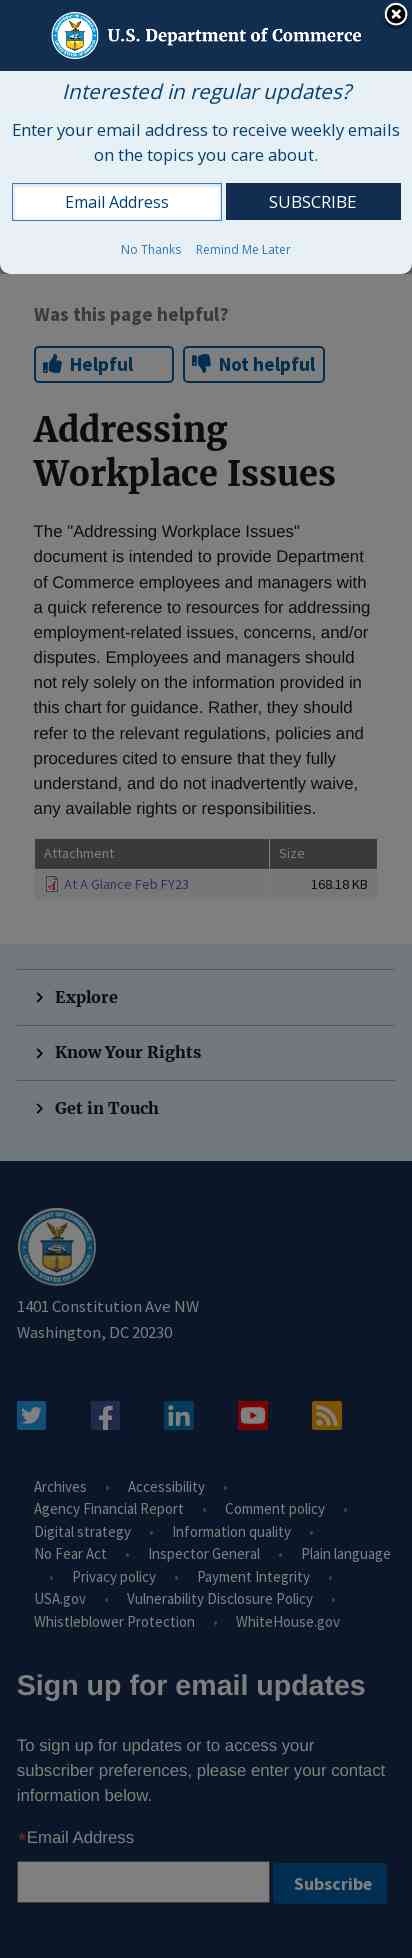 U.S. Department of Commerce
Interested in regular updates?
Enter your email address to receive weekly emails
on the topics you care about.
Email Address SUBSCRIBE
No Thanks Remind Me Later
Was this page helpful?
Helpful Not helpful
Addressing
Workplace Issues
The "Addressing Workplace Issues"
document is intended to provide Department
of Commerce employees and managers with
a quick reference to resources for addressing
employment-related issues, concerns, and/or
disputes. Employees and managers should
not rely solely on the information provided in
this chart for guidance. Rather, they should
refer to the relevant regulations, policies and
procedures cited to ensure that they fully
understand, and do not inadvertently waive,
any available rights or responsibilities.
Attachment Size
At A Glance Feb FY23 168.18 KB
Explore
Know Your Rights
Get in Touch
1401 Constitution Ave NW
Washington, DC 20230
Archives • Accessibility •
Agency Financial Report • Comment policy •
Digital strategy • Information quality •
No Fear Act • Inspector General • Plain language
• Privacy policy • Payment Integrity •
USA.gov • Vulnerability Disclosure Policy •
Whistleblower Protection • WhiteHouse.gov
Sign up for email updates
To sign up for updates or to access your
subscriber preferences, please enter your contact
information below.
*Email Address
Subscribe